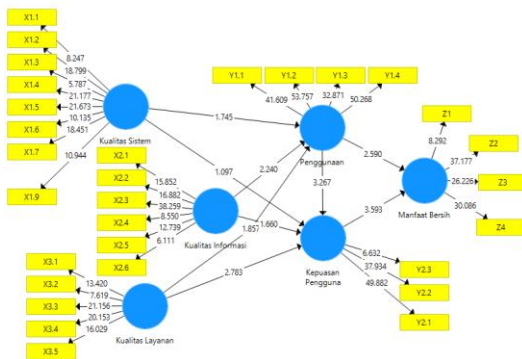 X1.1
X1.2
X1.3
X1.4
X1.5
X1.6
X1.7
X1.9
8.247
18.799
5.787
21.177
21.673
10.135
18.451
10.944
Kualitas Sistem
X2.1
X2.2
X2.3
X2.4
X2.5
X2.6
15.852
16.882
38.259
8.550
12.739
6.111
Kualitas Informasi
X3.1
X3.2
X3.3
X3.4
X3.5
13.420
7.619
21.156
20.153
16.029
Kualitas Layanan
1.745
1.097
2.240
1.660
1.857
2.783
Y1.1
Y1.2
Y1.3
Y1.4
41.609
53.757
32.871
50.268
Penggunaan
3.267
2.590
3.593
Kepuasan
Pengguna
6.632
37.934
49.882
Y2.3
Y2.2
Y2.1
Manfaat Bersih
Z1
Z2
Z3
Z4
8.292
37.177
26.226
30.086